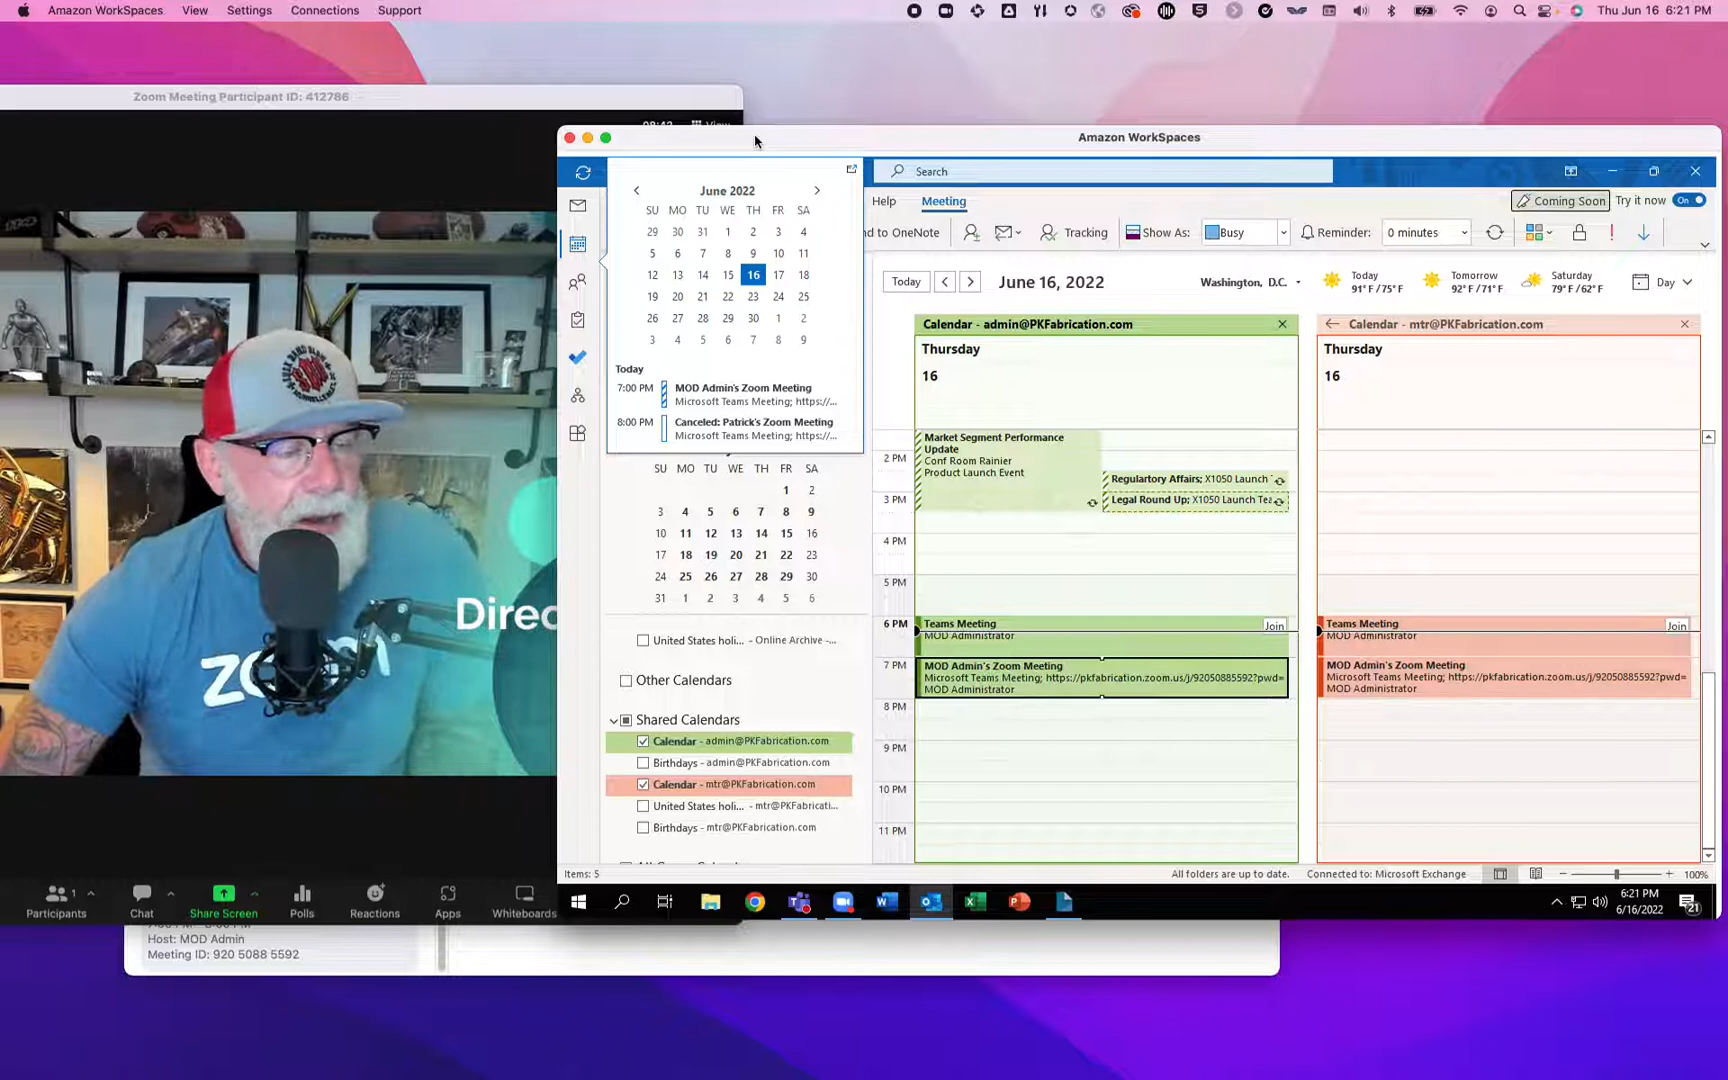 Amazon WorkSpaces View Settings Connections Support
Thu Jun 16 6:21 PM
Zoom Meeting Participant ID: 412786
View
Amazon WorkSpaces
Search
Help Meeting
Coming Soon Try it now On
nd to OneNote
Tracking
Show As: Busy
Reminder: 0 minutes
June 2022
SU MO TU WE TH FR SA
29 30 31 1 2 3 4
5 6 7 8 9 10 11
12 13 14 15 16 17 18
19 20 21 22 23 24 25
26 27 28 29 30 1 2
3 4 5 6 7 8 9
Today
7:00 PM MOD Admin's Zoom Meeting
Microsoft Teams Meeting; https://...
8:00 PM Canceled: Patrick's Zoom Meeting
Microsoft Teams Meeting; https://...
SU MO TU WE TH FR SA
1 2
3 4 5 6 7 8 9
10 11 12 13 14 15 16
17 18 19 20 21 22 23
24 25 26 27 28 29 30
31 1 2 3 4 5 6
United States holi... - Online Archive -...
Other Calendars
Shared Calendars
Calendar - admin@PKFabrication.com
Birthdays - admin@PKFabrication.com
Calendar - mtr@PKFabrication.com
United States holi... - mtr@PKFabricati...
Birthdays - mtr@PKFabrication.com
Today
June 16, 2022
Washington, D.C.
Today
91°F/75°F
Tomorrow
92°F/71°F
Saturday
79°F/62°F
Day
Calendar - admin@PKFabrication.com
Thursday
16
Calendar - mtr@PKFabrication.com
Thursday
16
2 PM
3 PM
4 PM
5 PM
6 PM
7 PM
8 PM
9 PM
10 PM
11 PM
Market Segment Performance
Update
Conf Room Rainier
Product Launch Event
Regulartory Affairs; X1050 Launch
Legal Round Up; X1050 Launch Tea
Teams Meeting
MOD Administrator
Join
MOD Admin's Zoom Meeting
Microsoft Teams Meeting; https://pkfabrication.zoom.us/j/92050885592?pwd=
MOD Administrator
Teams Meeting
MOD Administrator
Join
MOD Admin's Zoom Meeting
Microsoft Teams Meeting; https://pkfabrication.zoom.us/j/92050885592?pwd=
MOD Administrator
Items: 5
All folders are up to date. Connected to: Microsoft Exchange
100%
6:21 PM
6/16/2022
21
Direc
zoom
1
Participants Chat Share Screen Polls Reactions Apps Whiteboards
Host: MOD Admin
Meeting ID: 920 5088 5592